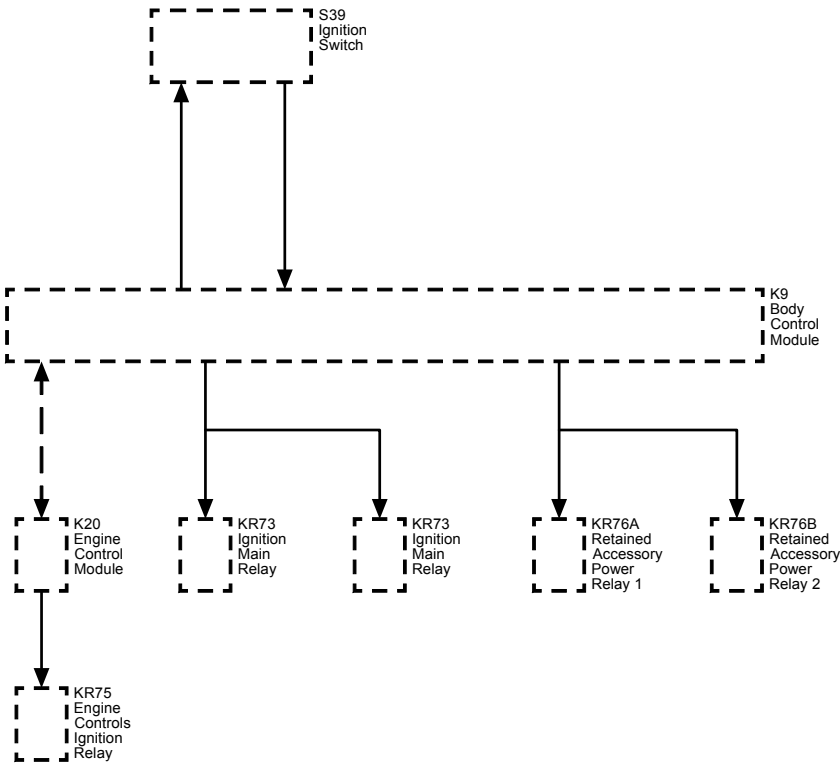 S39
Ignition
Switch
K9
Body
Control
Module
K20
Engine
Control
Module
KR73
Ignition
Main
Relay
KR73
Ignition
Main
Relay
KR76A
Retained
Accessory
Power
Relay 1
KR76B
Retained
Accessory
Power
Relay 2
KR75
Engine
Controls
Ignition
Relay